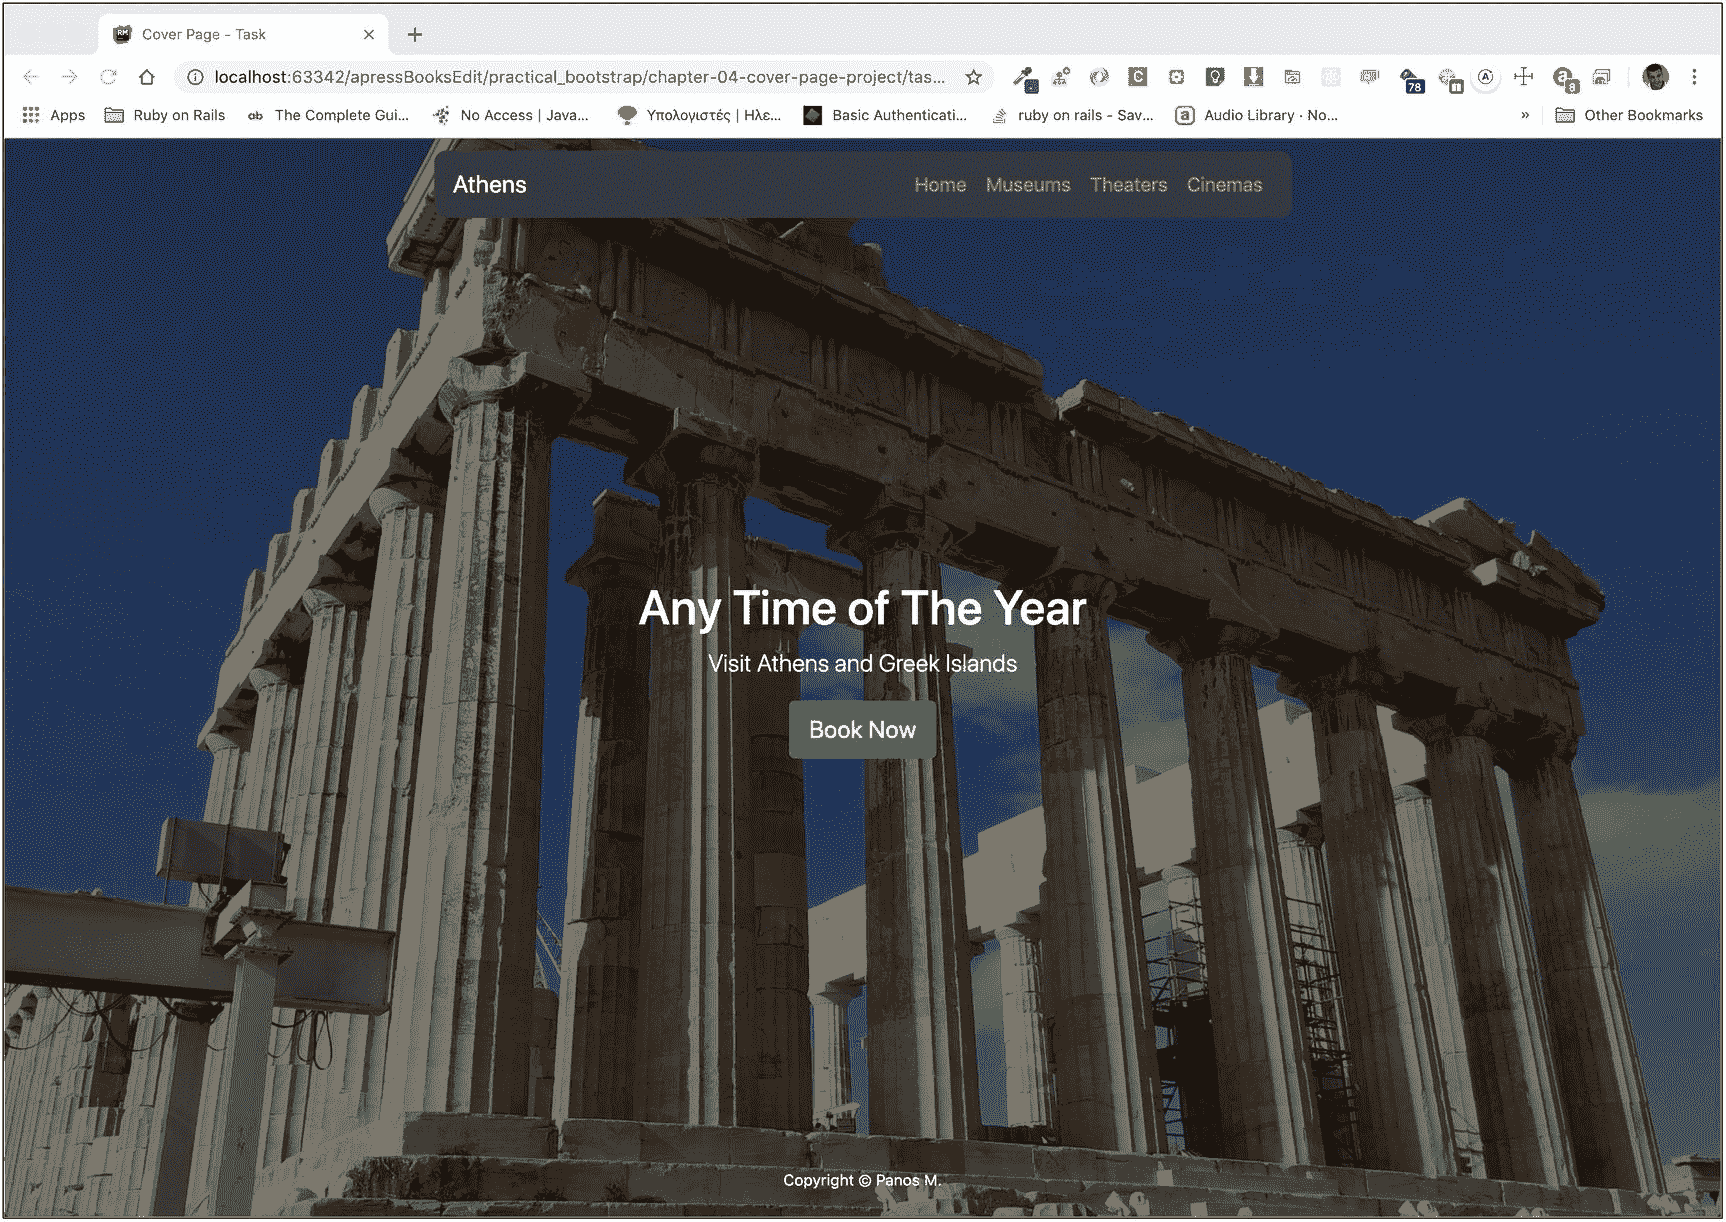 Cover Page - Task
localhost:63342/apressBooksEdit/practical_bootstrap/chapter-04-cover-page-project/tas...
78
Apps
Ruby on Rails
The Complete Gui...
No Access | Java...
Υπολογιστές | Ηλε...
Basic Authenticati...
ruby on rails - Sav...
Audio Library · No...
»
Other Bookmarks
Athens
Home Museums Theaters Cinemas
Any Time of The Year
Visit Athens and Greek Islands
Book Now
Copyright © Panos M.